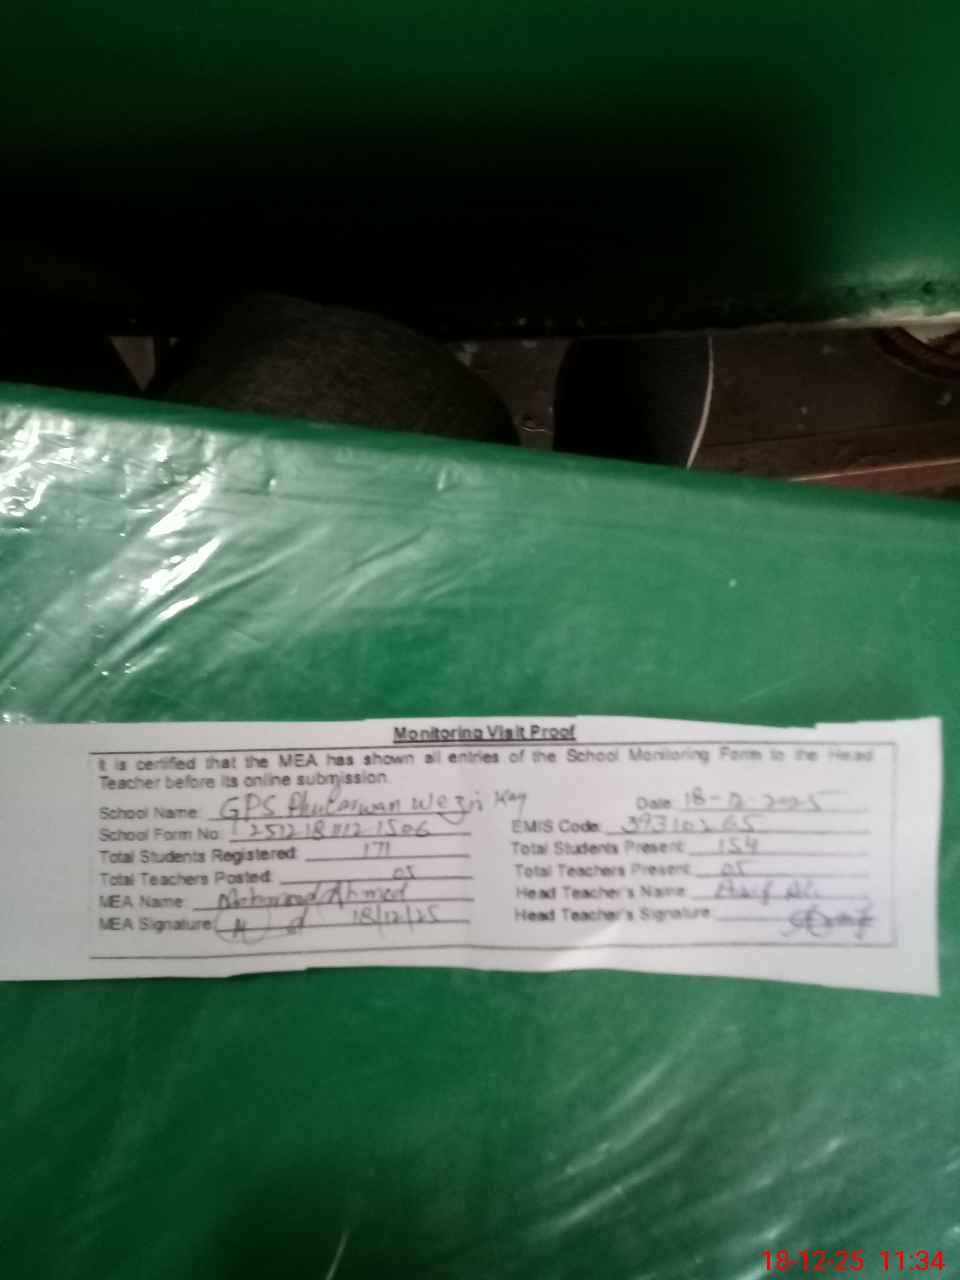 Monitoring Visit Proof
It is certified that the MEA has shown all entries of the School Monitoring Form to the Head
Teacher before its online submission.
School Name: GPS Date: 18-12-2025
School Form No: EMIS Code: 39310265
Total Students Registered: 171 Total Students Present: 154
Total Teachers Posted: 05 Total Teachers Present: 05
MEA Name: Ahmed Head Teacher's Name:
MEA Signature: 18/12/25 Head Teacher's Signature:
18-12-25 11:34